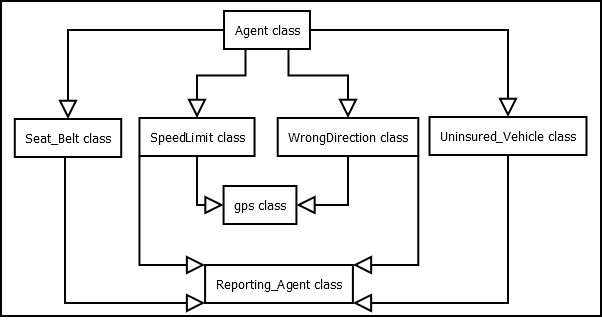 Agent class
Seat_Belt class
SpeedLimit class
WrongDirection class
Uninsured_Vehicle class
gps class
Reporting_Agent class